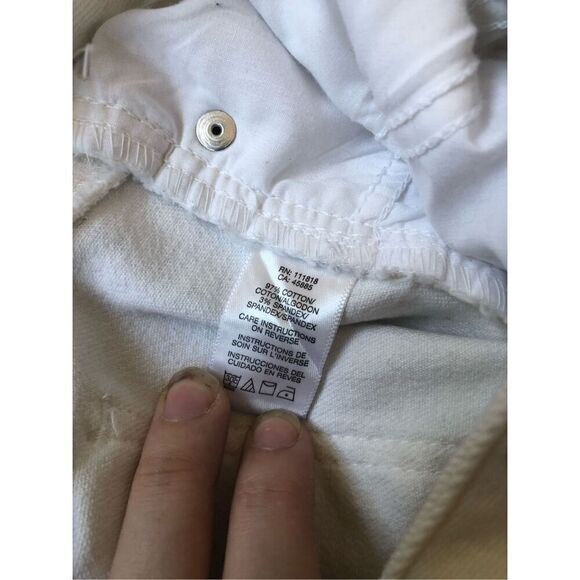 RN: 111818
CA: 45885
97% COTTON/
COTON/ALGODON
3% SPANDEX/
SPANDEX/SPANDEX
CARE INSTRUCTIONS
ON REVERSE
INSTRUCTIONS DE
SOIN SUR L'INVERSE
INSTRUCCIONES DEL
CUIDADO EN REVÉS